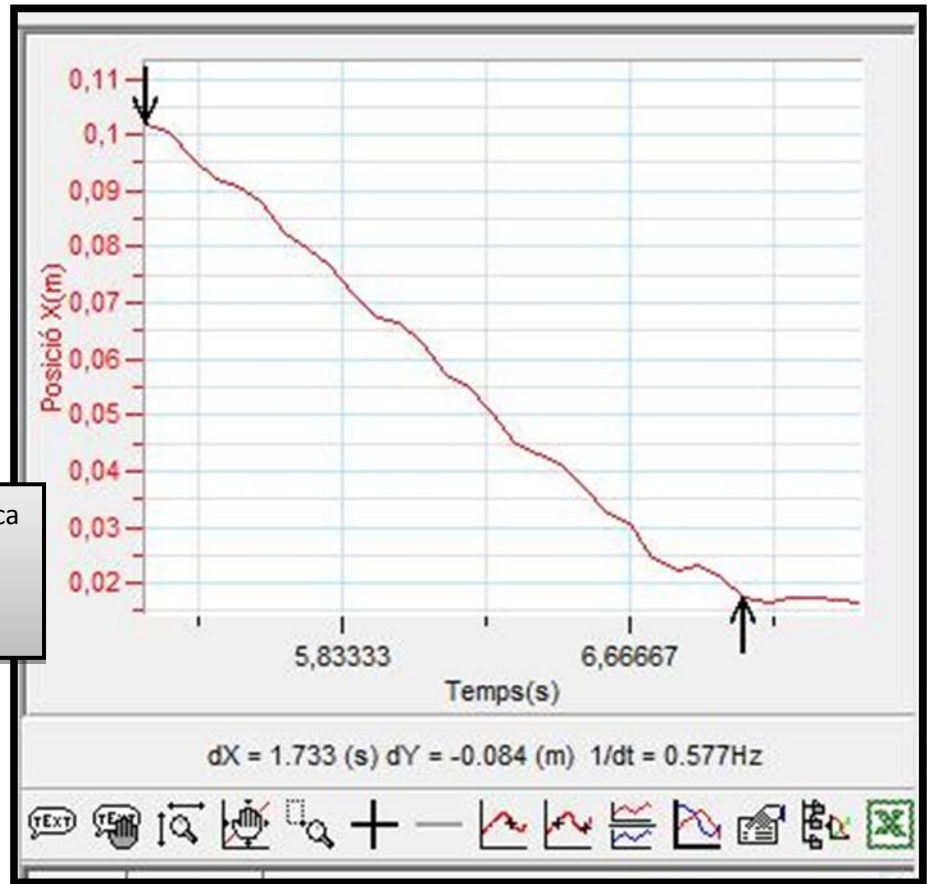 0,11
0,1
0,09
0,08
0,07
0,06
0,05
0,04
0,03
0,02
Posició X(m)
ca
5,83333 6,66667
Temps(s)
dX = 1.733 (s) dY = -0.084 (m) 1/dt = 0.577Hz
TEXT